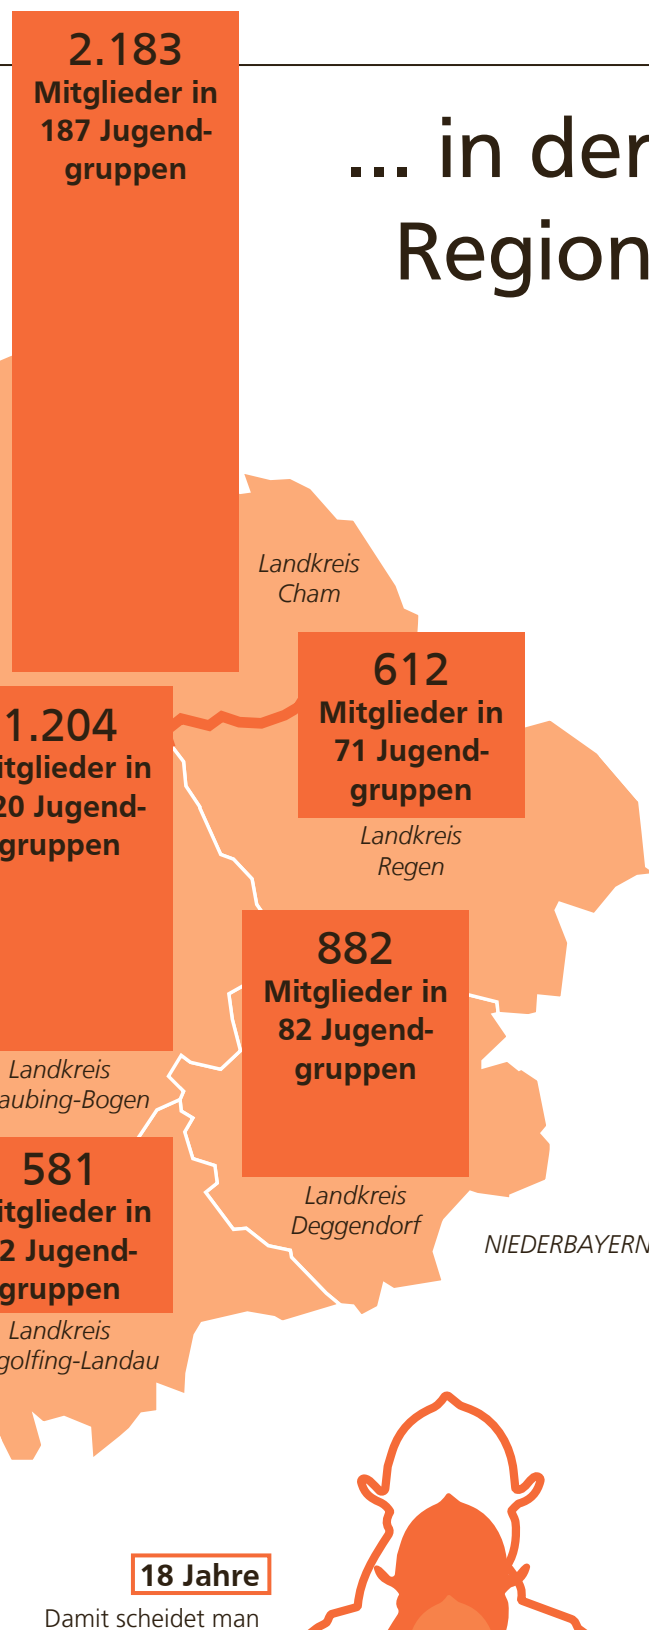 2.183
Mitglieder in
187 Jugend-
gruppen
... in der
Region
Landkreis
Cham
612
Mitglieder in
71 Jugend-
gruppen
Landkreis
Regen
1.204
itglieder in
20 Jugend-
gruppen
Landkreis
aubing-Bogen
882
Mitglieder in
82 Jugend-
gruppen
Landkreis
Deggendorf
NIEDERBAYERN
581
itglieder in
2 Jugend-
gruppen
Landkreis
golfing-Landau
18 Jahre
Damit scheidet man